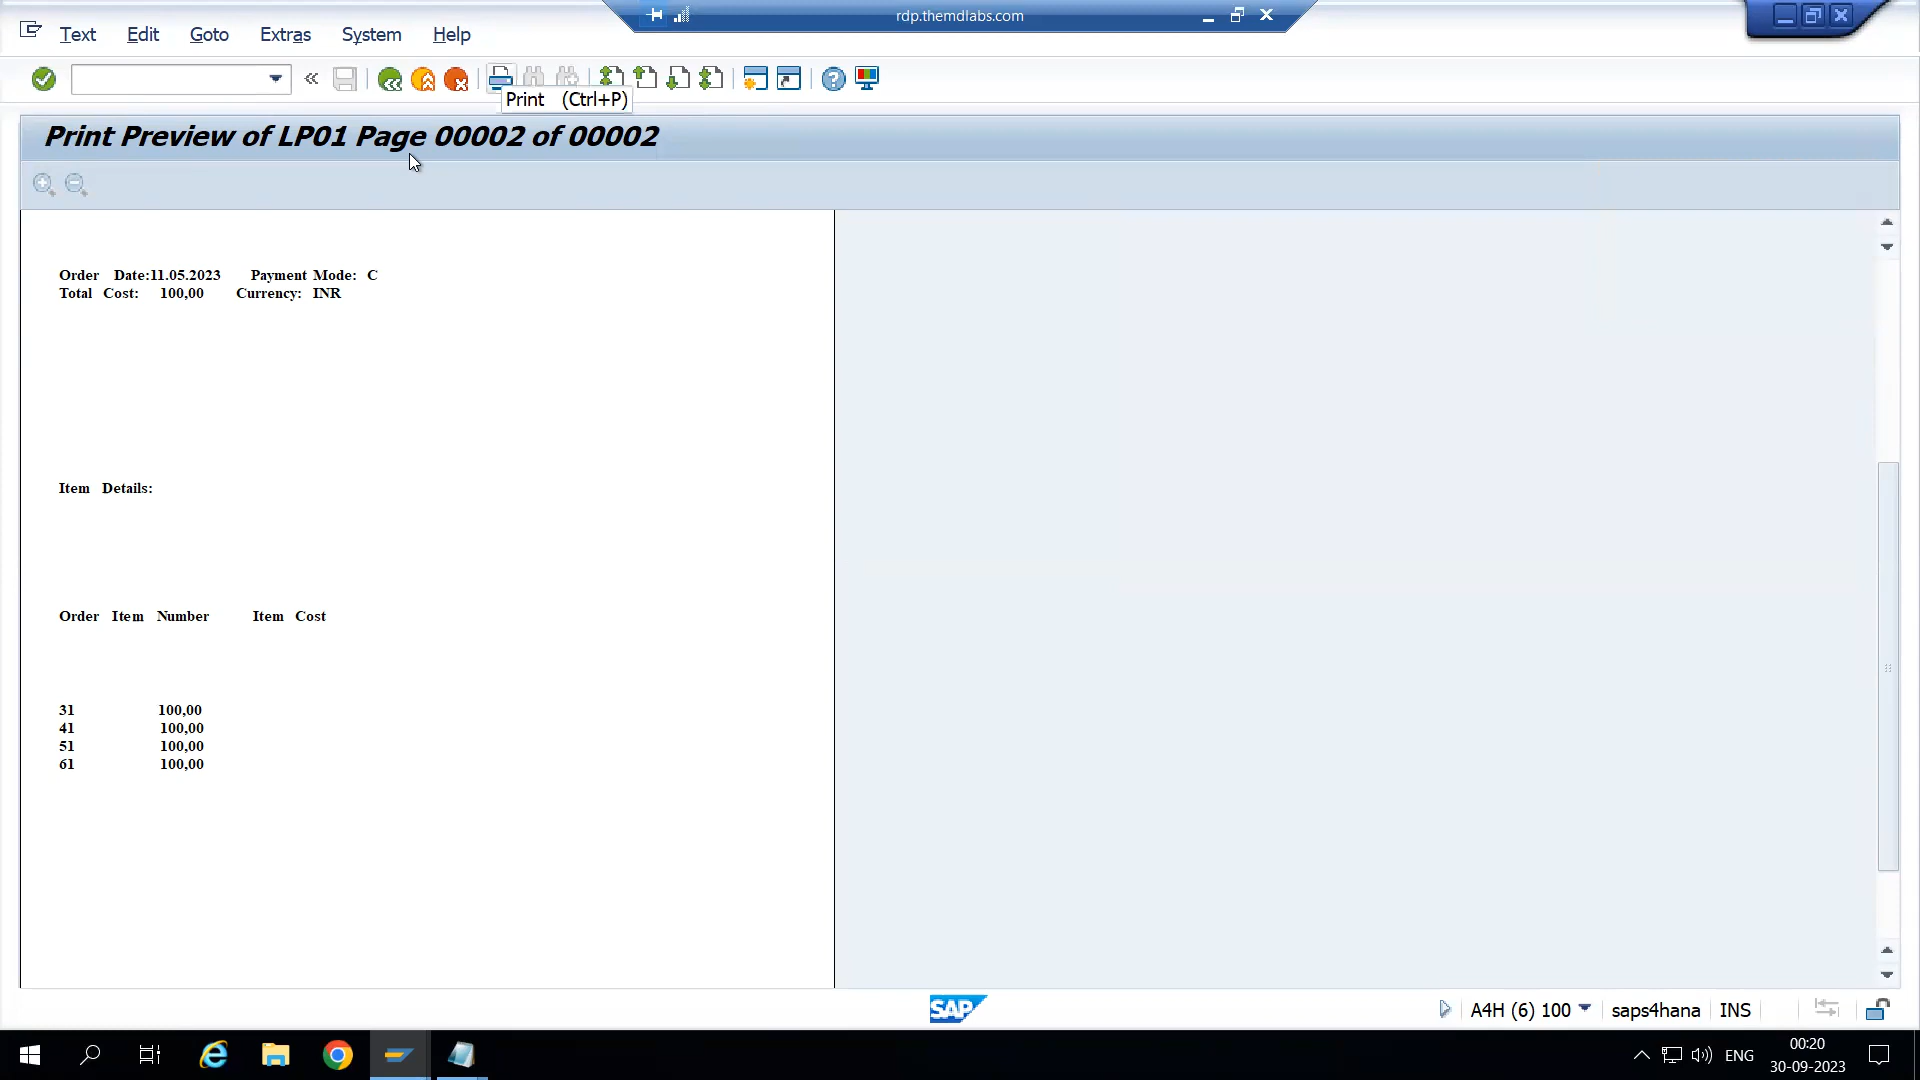 rdp.themdlabs.com
Text Edit Goto Extras System Help
Print (Ctrl+P)
Print Preview of LP01 Page 00002 of 00002
Order Date:11.05.2023 Payment Mode: C
Total Cost: 100,00 Currency: INR
Item Details:
Order Item Number Item Cost
31 100,00
41 100,00
51 100,00
61 100,00
SAP
A4H (6) 100 saps4hana INS
ENG
00:20
30-09-2023